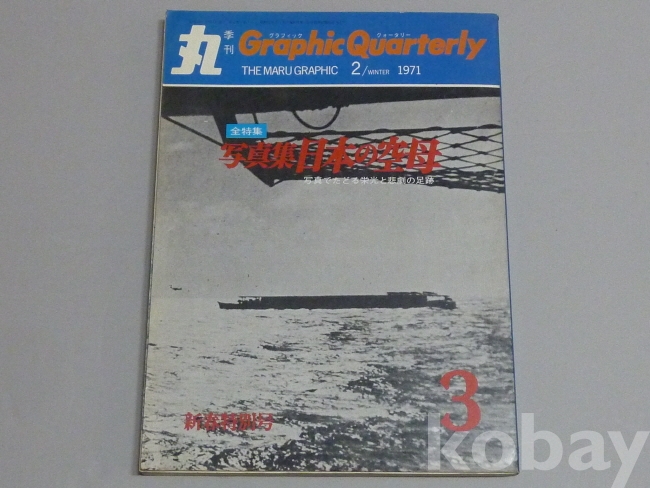 丸 季刊 Graphic Quarterly
グラフィック クォータリー
THE MARU GRAPHIC 2/WINTER 1971
全特集
写真集日本の空母
写真でたどる栄光と悲劇の足跡
3
新春特別号
kobay